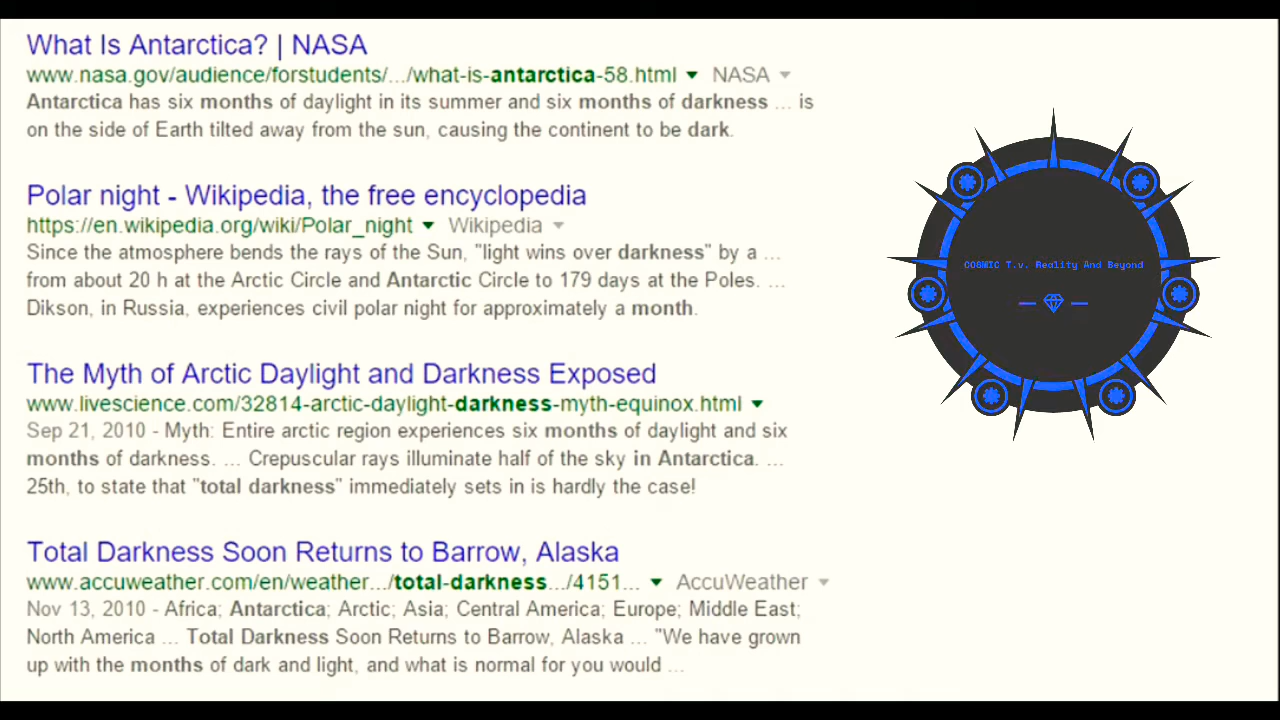 What Is Antarctica? | NASA
www.nasa.gov/audience/forstudents/.../what-is-antarctica-58.html ▼ NASA ▼
Antarctica has six months of daylight in its summer and six months of darkness ... is
on the side of Earth tilted away from the sun, causing the continent to be dark.
Polar night - Wikipedia, the free encyclopedia
https://en.wikipedia.org/wiki/Polar_night ▼ Wikipedia ▼
Since the atmosphere bends the rays of the Sun, "light wins over darkness" by a ...
from about 20 h at the Arctic Circle and Antarctic Circle to 179 days at the Poles. ...
Dikson, in Russia, experiences civil polar night for approximately a month.
The Myth of Arctic Daylight and Darkness Exposed
www.livescience.com/32814-arctic-daylight-darkness-myth-equinox.html ▼
Sep 21, 2010 - Myth: Entire arctic region experiences six months of daylight and six
months of darkness. ... Crepuscular rays illuminate half of the sky in Antarctica. ...
25th, to state that "total darkness" immediately sets in is hardly the case!
Total Darkness Soon Returns to Barrow, Alaska
www.accuweather.com/en/weather.../total-darkness.../4151... ▼ AccuWeather ▼
Nov 13, 2010 - Africa; Antarctica; Arctic; Asia; Central America; Europe; Middle East;
North America ... Total Darkness Soon Returns to Barrow, Alaska ... "We have grown
up with the months of dark and light, and what is normal for you would ...
COSMIC T.v. Reality And Beyond